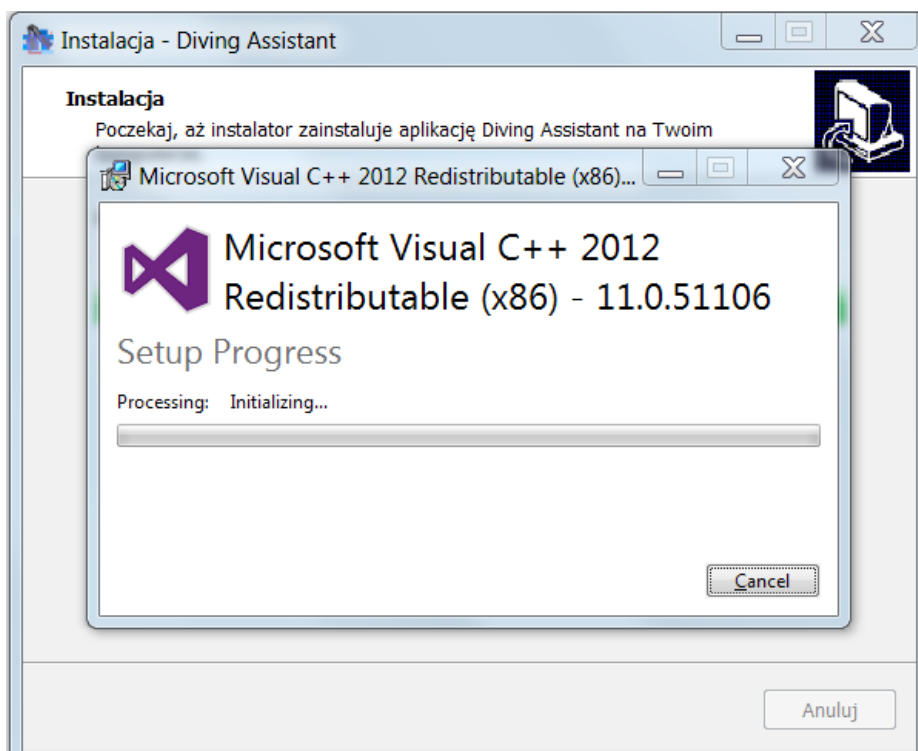 Instalacja - Diving Assistant
Instalacja
Poczekaj, aż instalator zainstaluje aplikację Diving Assistant na Twoim
Microsoft Visual C++ 2012 Redistributable (x86)...
Microsoft Visual C++ 2012
Redistributable (x86) - 11.0.51106
Setup Progress
Processing: Initializing...
Cancel
Anuluj